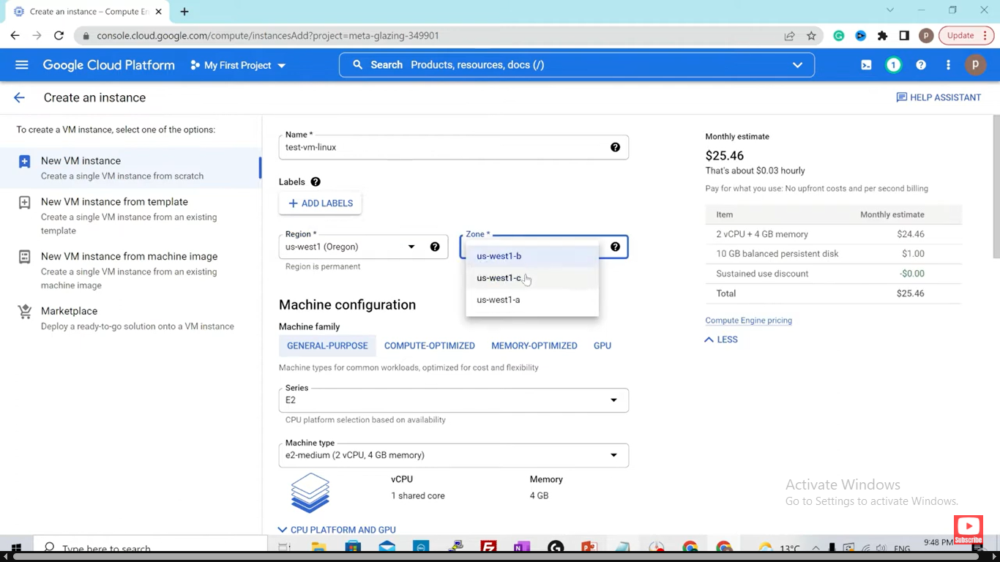 Create an instance – Compute En
console.cloud.google.com/compute/instancesAdd?project=meta-glazing-349901
p
Update
Google Cloud Platform
My First Project
Search Products, resources, docs (/)
1
p
Create an instance
HELP ASSISTANT
To create a VM instance, select one of the options:
New VM instance
Create a single VM instance from scratch
New VM instance from template
Create a single VM instance from an existing
template
New VM instance from machine image
Create a single VM instance from an existing
machine image
Marketplace
Deploy a ready-to-go solution onto a VM instance
Name *
test-vm-linux
Labels
+ ADD LABELS
Region *
us-west1 (Oregon)
Region is permanent
Zone *
us-west1-b
us-west1-c
us-west1-a
Machine configuration
Machine family
GENERAL-PURPOSE COMPUTE-OPTIMIZED MEMORY-OPTIMIZED GPU
Machine types for common workloads, optimized for cost and flexibility
Series
E2
CPU platform selection based on availability
Machine type
e2-medium (2 vCPU, 4 GB memory)
vCPU Memory
1 shared core 4 GB
CPU PLATFORM AND GPU
Monthly estimate
$25.46
That's about $0.03 hourly
Pay for what you use: No upfront costs and per second billing
Item Monthly estimate
2 vCPU + 4 GB memory $24.46
10 GB balanced persistent disk $1.00
Sustained use discount -$0.00
Total $25.46
Compute Engine pricing
LESS
Activate Windows
Go to Settings to activate Windows.
Subscribe
Type here to search
13°C
ENG
9:48 PM